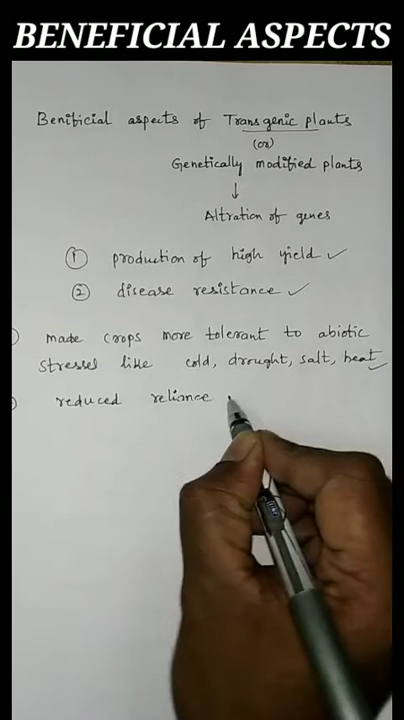 BENEFICIAL ASPECTS
Benificial aspects of Transgenic plants
(or)
Genetically modified plants
↓
Altration of genes
① production of high yield ✓
② disease resistance ✓
made crops more tolerant to abiotic
stressel like cold, drought, salt, heat ✓
reduced reliance